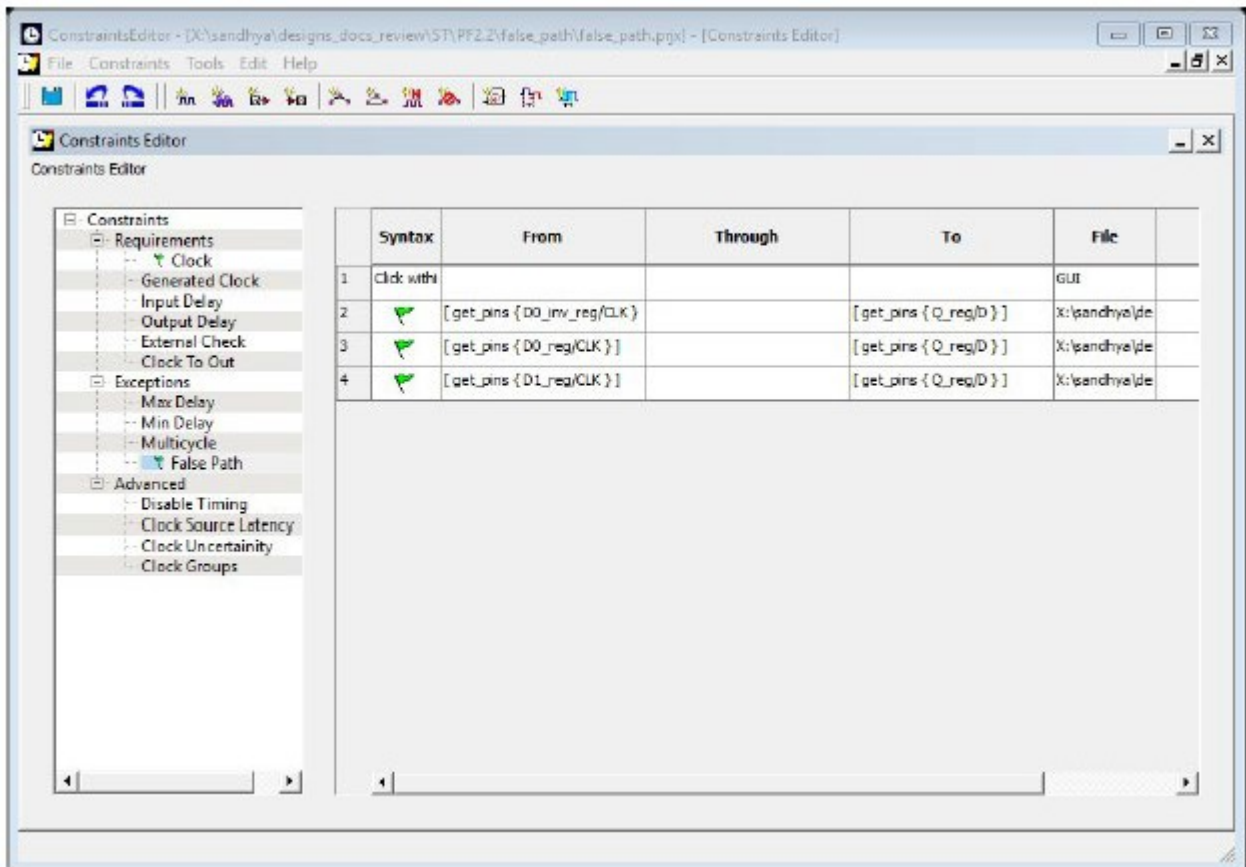 ConstraintsEditor - [X:\sandhya\designs_docs_review\ST\PF2.2\false_path\false_path.prjx] - [Constraints Editor]
File Constraints Tools Edit Help
Constraints Editor
Constraints Editor
Constraints
Requirements
Clock
Generated Clock
Input Delay
Output Delay
External Check
Clock To Out
Exceptions
Max Delay
Min Delay
Multicycle
False Path
Advanced
Disable Timing
Clock Source Latency
Clock Uncertainity
Clock Groups
Syntax From Through To File
1 Click withi GUI
2 [ get_pins { D0_inv_reg/CLK } [ get_pins { Q_reg/D } ] X:\sandhya\de
3 [ get_pins { D0_reg/CLK } ] [ get_pins { Q_reg/D } ] X:\sandhya\de
4 [ get_pins { D1_reg/CLK } ] [ get_pins { Q_reg/D } ] X:\sandhya\de